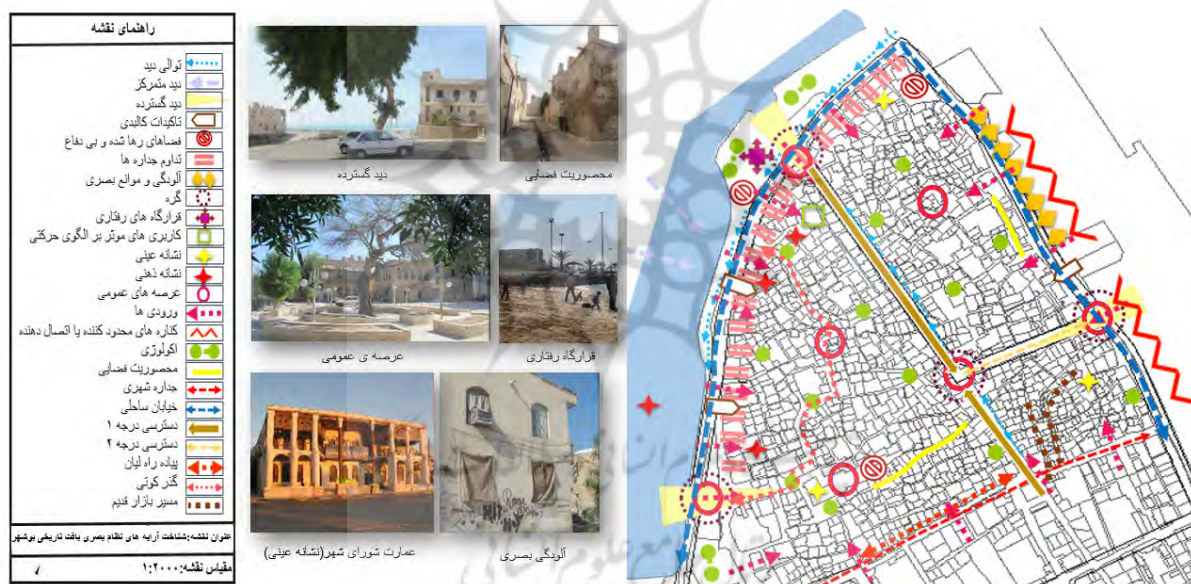 راهنمای نقشه
توالی دید
دید متمرکز
دید گسترده
تاکیدات کالبدی
فضاهای رها شده و بی دفاع
تداوم جداره ها
آلودگی و موانع بصری
گره
قرارگاه های رفتاری
کاربری های موثر بر الگوی حرکتی
نشانه عینی
نشانه ذهنی
عرصه های عمومی
ورودی ها
کناره های محدود کننده یا اتصال دهنده
اکولوژی
محصوریت فضایی
جداره شهری
خیابان ساحلی
دسترسی درجه ۱
دسترسی درجه ۲
پیاده راه لیان
گذر کوتی
مسیر بازار قدیم
عنوان نقشه:شناخت آرایه های نظام بصری بافت تاریخی بوشهر
مقیاس نقشه:۱:۲۰۰۰
محصوریت فضایی
دید گسترده
قرارگاه رفتاری
عرصه ی عمومی
آلودگی بصری
عمارت شورای شهر(نشانه عینی)